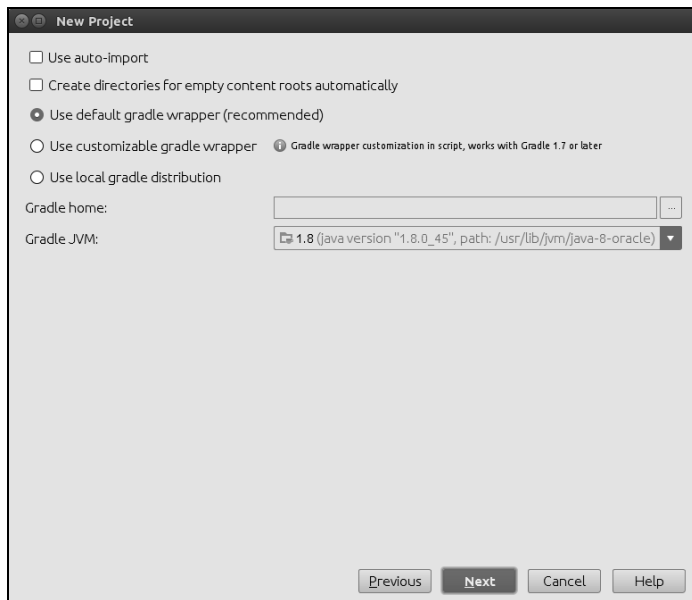 New Project
Use auto-import
Create directories for empty content roots automatically
Use default gradle wrapper (recommended)
Use customizable gradle wrapper Gradle wrapper customization in script, works with Gradle 1.7 or later
Use local gradle distribution
Gradle home: ...
Gradle JVM: 1.8 (java version "1.8.0_45", path: /usr/lib/jvm/java-8-oracle)
Previous Next Cancel Help